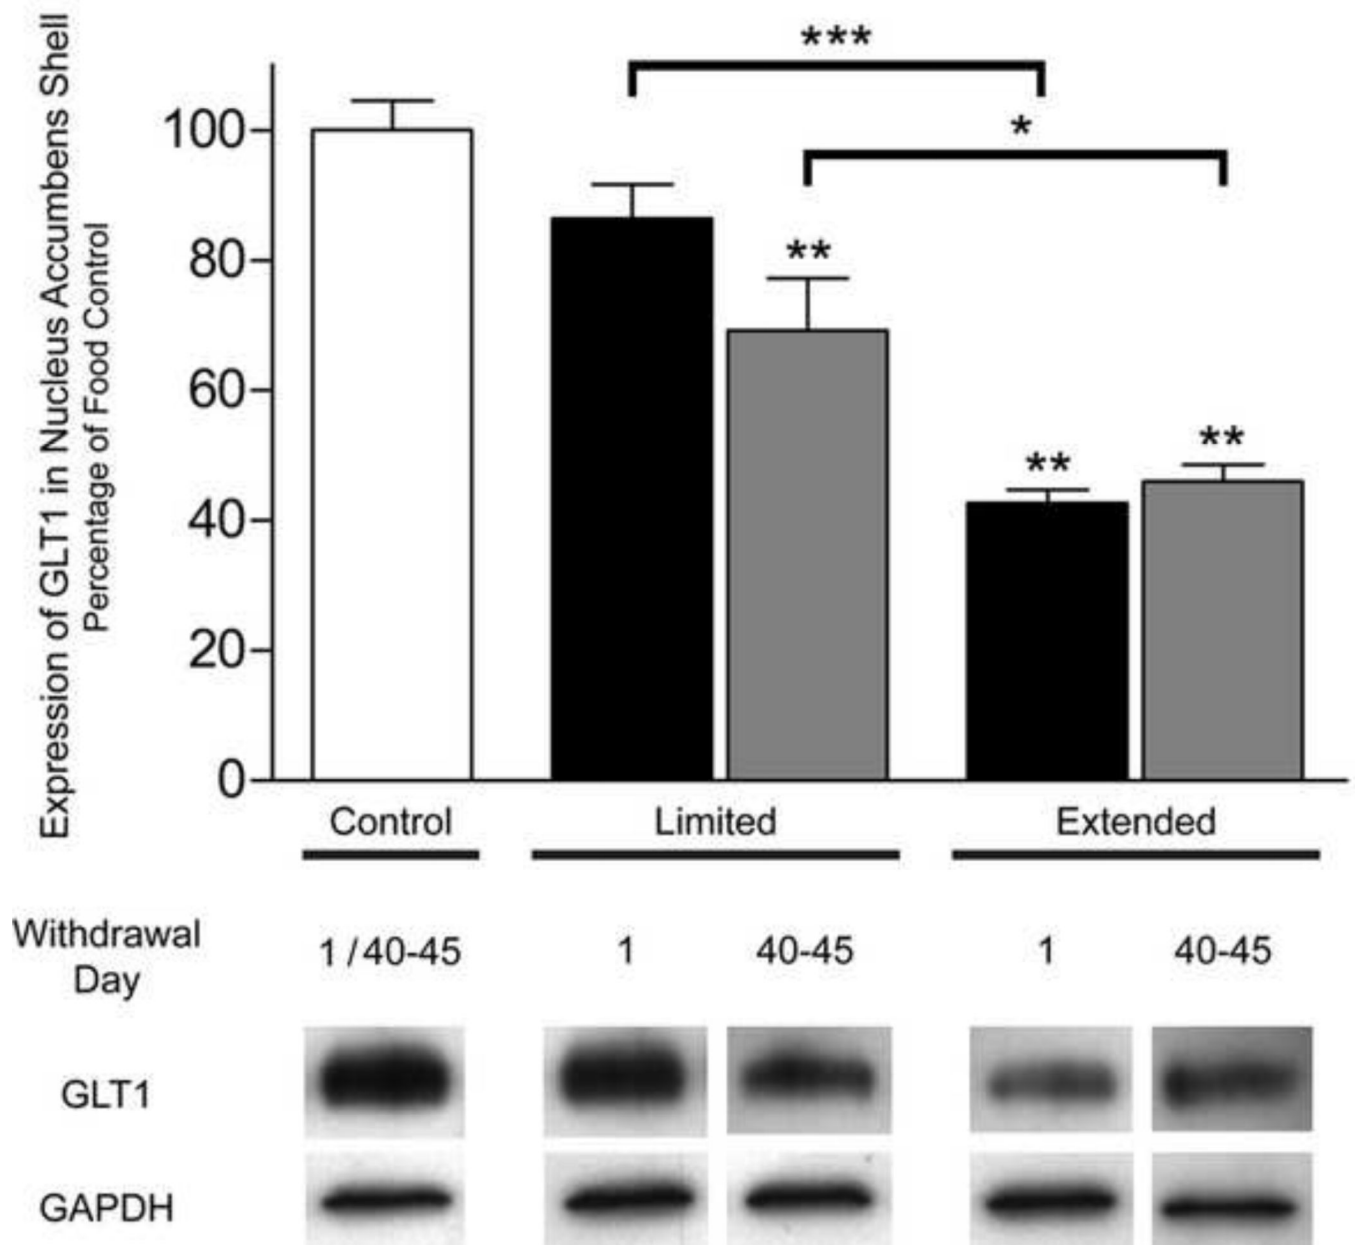 Expression of GLT1 in Nucleus Accumbens Shell
Percentage of Food Control
***
*
100
80
60
40
20
0
**
**
**
Control
Limited
Extended
Withdrawal
Day
1 / 40-45
1
40-45
1
40-45
GLT1
GAPDH